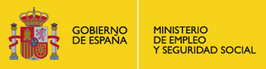 GOBIERNO
DE ESPAÑA
MINISTERIO
DE EMPLEO
Y SEGURIDAD SOCIAL